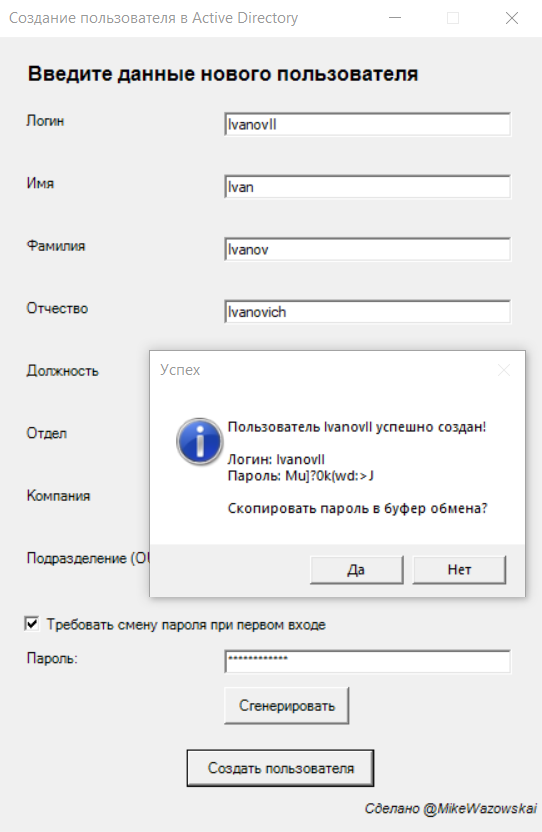 Создание пользователя в Active Directory
Введите данные нового пользователя
Логин
IvanovII
Имя
Ivan
Фамилия
Ivanov
Отчество
Ivanovich
Должность
Отдел
Компания
Подразделение (OU
Успех
Пользователь IvanovII успешно создан!
Логин: IvanovII
Пароль: Mu]?0k(wd:>J
Скопировать пароль в буфер обмена?
Да
Нет
Требовать смену пароля при первом входе
Пароль:
************
Сгенерировать
Создать пользователя
Сделано @MikeWazowskai